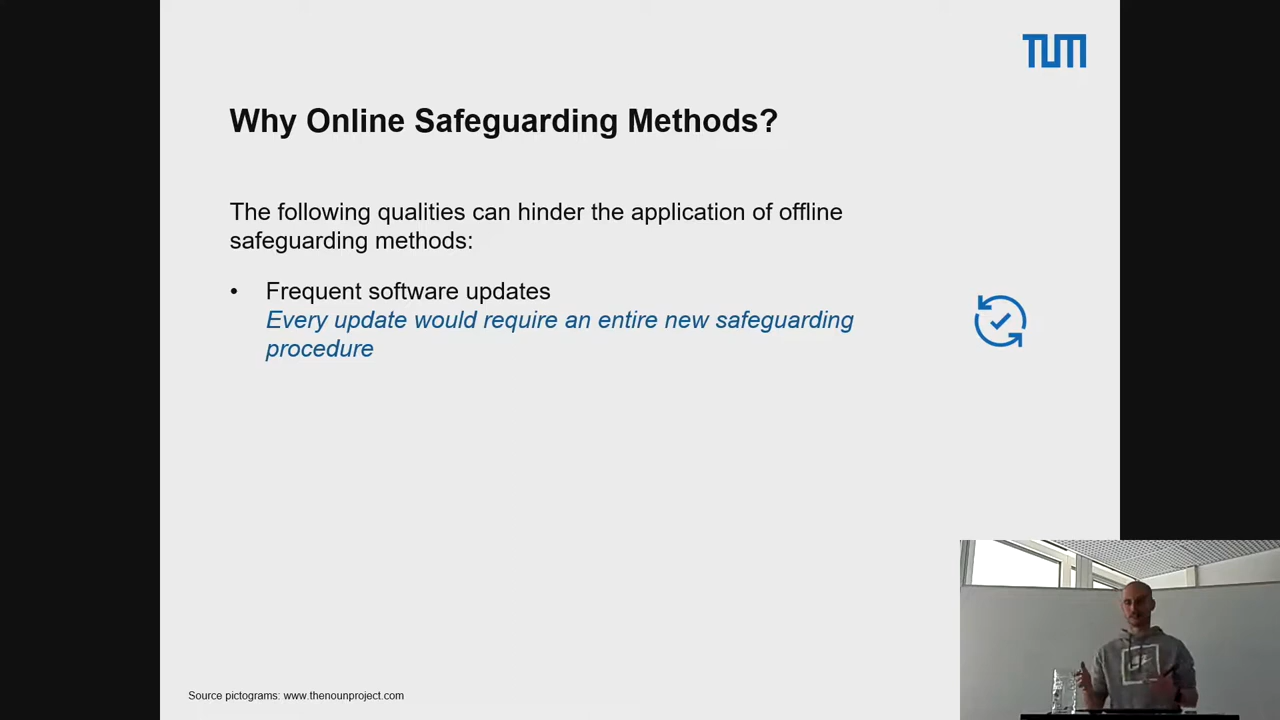 TUM
Why Online Safeguarding Methods?
The following qualities can hinder the application of offline
safeguarding methods:
• Frequent software updates
Every update would require an entire new safeguarding
procedure
Source pictograms: www.thenounproject.com